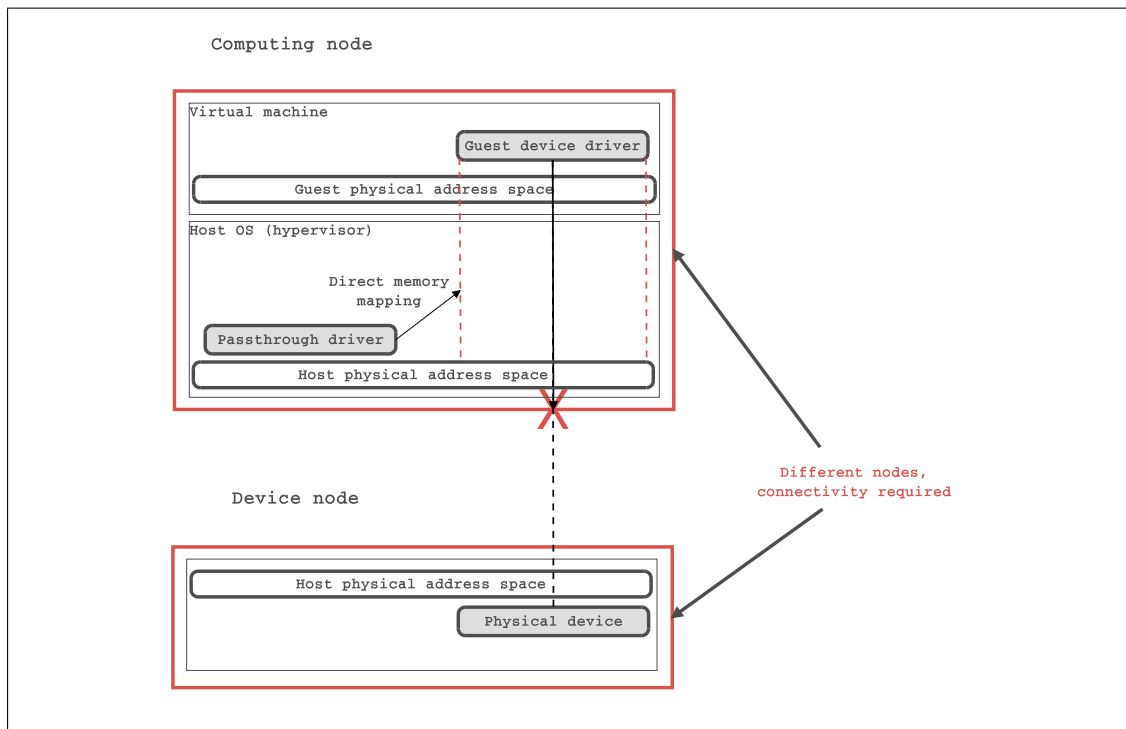 Computing node
Virtual machine
Guest device driver
Guest physical address space
Host OS (hypervisor)
Direct memory
mapping
Passthrough driver
Host physical address space
X
Different nodes,
connectivity required
Device node
Host physical address space
Physical device